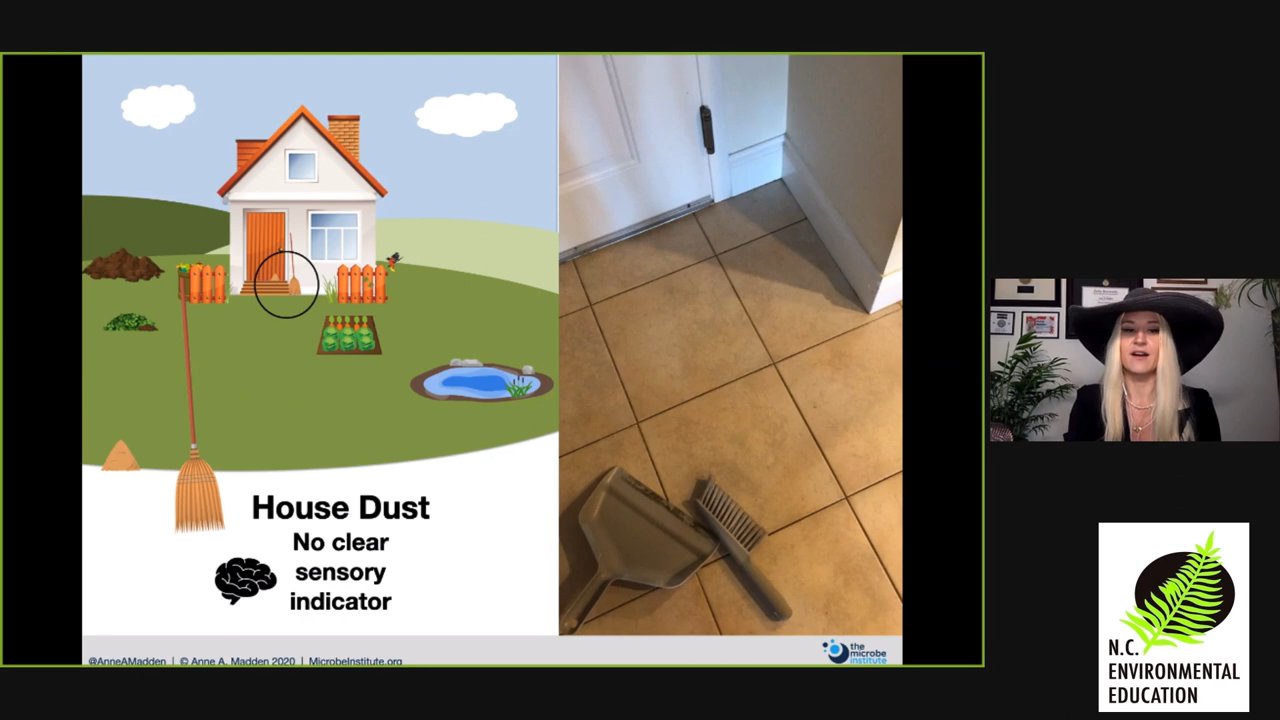 House Dust
No clear
sensory
indicator
@AnneAMadden | © Anne A. Madden 2020 | MicrobeInstitute.org
the
microbe
institute
N.C.
ENVIRONMENTAL
EDUCATION